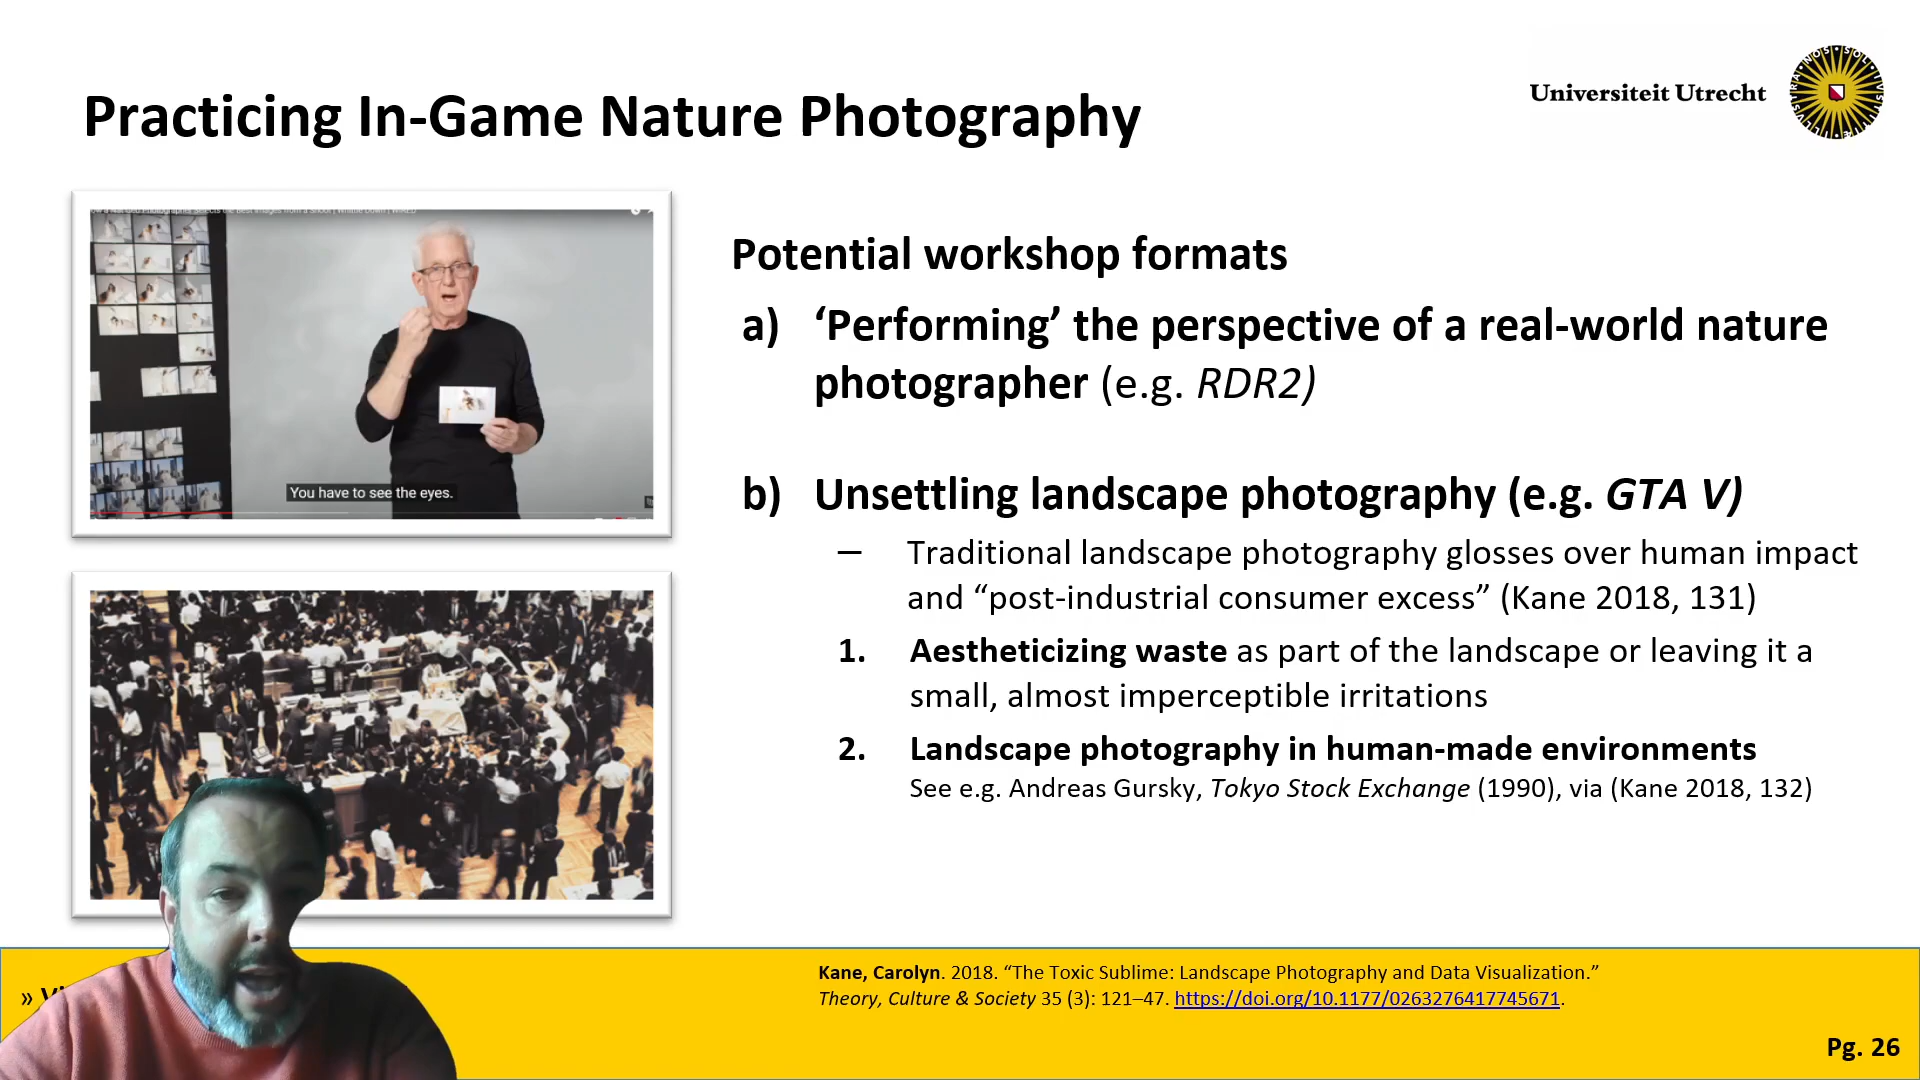 Practicing In-Game Nature Photography
Universiteit Utrecht
You have to see the eyes.
Potential workshop formats
a) ‘Performing’ the perspective of a real-world nature
photographer (e.g. RDR2)
b) Unsettling landscape photography (e.g. GTA V)
— Traditional landscape photography glosses over human impact
and “post-industrial consumer excess” (Kane 2018, 131)
1. Aestheticizing waste as part of the landscape or leaving it a
small, almost imperceptible irritations
2. Landscape photography in human-made environments
See e.g. Andreas Gursky, Tokyo Stock Exchange (1990), via (Kane 2018, 132)
»
Kane, Carolyn. 2018. “The Toxic Sublime: Landscape Photography and Data Visualization.”
Theory, Culture & Society 35 (3): 121–47. https://doi.org/10.1177/0263276417745671.
Pg. 26